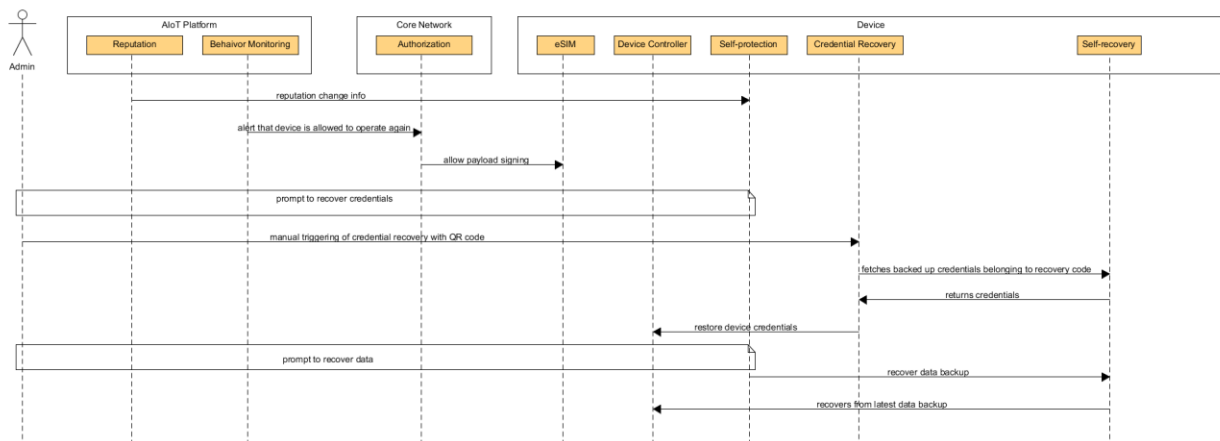 AIoT Platform
Core Network
Device
Reputation
Behaivor Monitoring
Authorization
eSIM
Device Controller
Self-protection
Credential Recovery
Self-recovery
Admin
reputation change info
alert that device is allowed to operate again
allow payload signing
prompt to recover credentials
manual triggering of credential recovery with QR code
fetches backed up credentials belonging to recovery code
returns credentials
restore device credentials
prompt to recover data
recover data backup
recovers from latest data backup